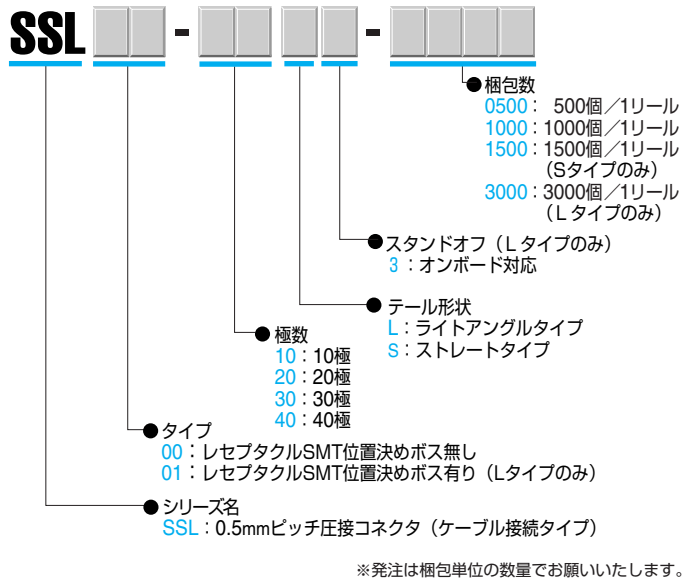 SSL - -
●梱包数
0500： 500個／1リール
1000：1000個／1リール
1500：1500個／1リール
（Sタイプのみ）
3000：3000個／1リール
（Lタイプのみ）
●スタンドオフ（Lタイプのみ）
3：オンボード対応
●テール形状
L：ライトアングルタイプ
S：ストレートタイプ
●極数
10：10極
20：20極
30：30極
40：40極
●タイプ
00：レセプタクルSMT位置決めボス無し
01：レセプタクルSMT位置決めボス有り（Lタイプのみ）
●シリーズ名
SSL：0.5mmピッチ圧接コネクタ（ケーブル接続タイプ）
※発注は梱包単位の数量でお願いいたします。